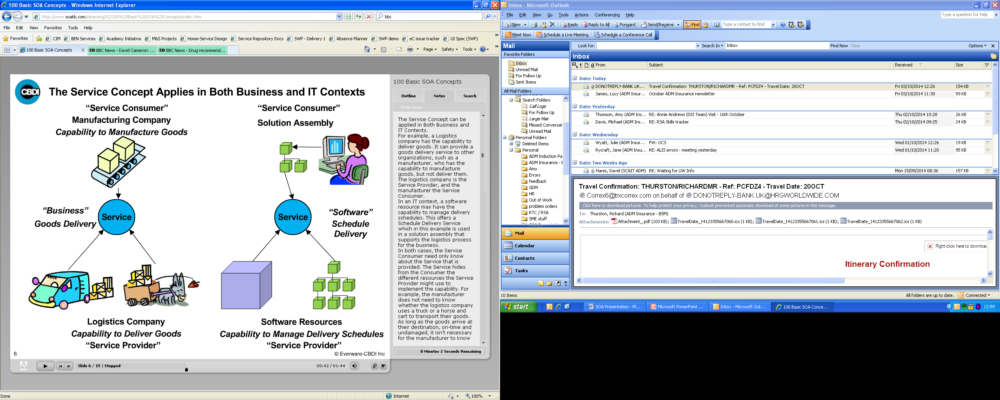 100 Basic SOA Concepts - Windows Internet Explorer
http://www.soakb.com/elearning/V2/100%20Basic%20SOA%20Concepts/index.htm
bbc
File Edit View Favorites Tools Help
Favorites CIM BEN Services Academy Initiative M&S Projects Home-Service Design Service Repository Docs SWP - Delivery 1 Absence Planner SWP demo eC issue tracker UI Spec (SWP)
100 Basic SOA Concepts BBC News - David Cameron: ... BBC News - Drug recommend... Page Safety Tools
CBDI
The Service Concept Applies in Both Business and IT Contexts
“Service Consumer”
Manufacturing Company
Capability to Manufacture Goods
“Business”
Goods Delivery
Service
Logistics Company
Capability to Deliver Goods
“Service Provider”
“Service Consumer”
Solution Assembly
Service
“Software”
Schedule
Delivery
Software Resources
Capability to Manage Delivery Schedules
“Service Provider”
6
© Everware-CBDI Inc
Adobe
Slide 6 / 15 | Stopped
00:42 / 01:44
100 Basic SOA Concepts
Outline Notes Search
Slide Notes
The Service Concept can be
applied in Both Business and
IT Contexts.
For example, a Logistics
company has the capability to
deliver goods. It can provide a
goods delivery service to other
organizations, such as a
manufacturer, who has the
capability to manufacture
goods, but not deliver them.
The logistics company is the
Service Provider, and the
manufacturer the Service
Consumer.
In an IT context, a software
resource may have the
capability to manage delivery
schedules. This offers a
Schedule Delivery Service
which in this example is used
in a solution assembly that
supports the logistics process
for the business.
In both cases, the Service
Consumer need only know
about the Service that is
provided. The Service hides
from the Consumer the
different resources the Service
Provider might use to
implement the capability. For
example, the manufacturer
does not need to know
whether the logistics company
uses a truck or a horse and
cart to transport their goods.
As long as the goods arrive at
their destination, on-time and
undamaged, it isn't necessary
for the manufacturer to know
8 Minutes 2 Seconds Remaining
Done
Internet
100%
Inbox - Microsoft Outlook
File Edit View Go Tools Actions Conferencing Help
Type a question for help
New Reply Reply to All Forward Send/Receive Find Type a contact to find
Meet Now Schedule a Live Meeting Schedule a Conference Call
Mail
Favorite Folders
Inbox
Unread Mail
For Follow Up
Sent Items
All Mail Folders
Search Folders
Call Logs
For Follow Up
Large Mail
Missed Conversat
Unread Mail
Personal Folders
Deleted Items
Personal
ADM Induction Pa
ADM Insurance - B
Amy
Errors
feedback
GDM
HR
Out of Work
problem orders
RTC / RSA
SME stuff
Mail
Calendar
Contacts
Tasks
Look for: Search In Inbox Find Now Clear Options
Inbox
From Subject Received Size
Date: Today
DONOTREPLY-BANK.UK... Travel Confirmation: THURSTON/RICHARDMR - Ref: PCFDZ4 - Travel Date: 20OCT Fri 03/10/2014 12:26 154 KB
James, Lucy (ADM Insur... October ADM Insurance newsletter Fri 03/10/2014 11:30 59 KB
Date: Yesterday
Thomson, Amy (ADM Ins... RE: Annie Andrews (DIS Team) Visit - 16th October Thu 02/10/2014 10:28 26 KB
Davis, Michael (ADM Ins... RE: RSA Skills tracker Thu 02/10/2014 09:25 24 KB
Date: Wednesday
Wyatt, Julie (ADM Insur... FW: OCS Wed 01/10/2014 12:26 19 KB
Rycraft, Jane (ADM Insu... RE: ALIS errors - meeting yesterday Wed 01/10/2014 11:20 95 KB
Date: Two Weeks Ago
Hares, David (SC&IT ADM) RE: Waiting for UW Info Mon 15/09/2014 08:36 157 KB
Travel Confirmation: THURSTON/RICHARDMR - Ref: PCFDZ4 - Travel Date: 20OCT
Correx6@trxcorrex.com on behalf of DONOTREPLY-BANK.UK@HRGWORLDWIDE.COM
Click here to download pictures. To help protect your privacy, Outlook prevented automatic download of some pictures in this message.
To: Thurston, Richard (ADM Insurance - BSM)
Attachments: Attachment_.pdf (103 KB); TravelDate_14123355667060.ics (1 KB); TravelDate_14123355667061.ics (1 KB); TravelDate_14123355667062.ics (1 KB)
Right-click here to download
Itinerary Confirmation
10 Items
All folders are up to date. Connected
start SOA Presentation - M... Microsoft PowerPoint ... Inbox - Microsoft Out... 100 Basic SOA Conce... 12:59